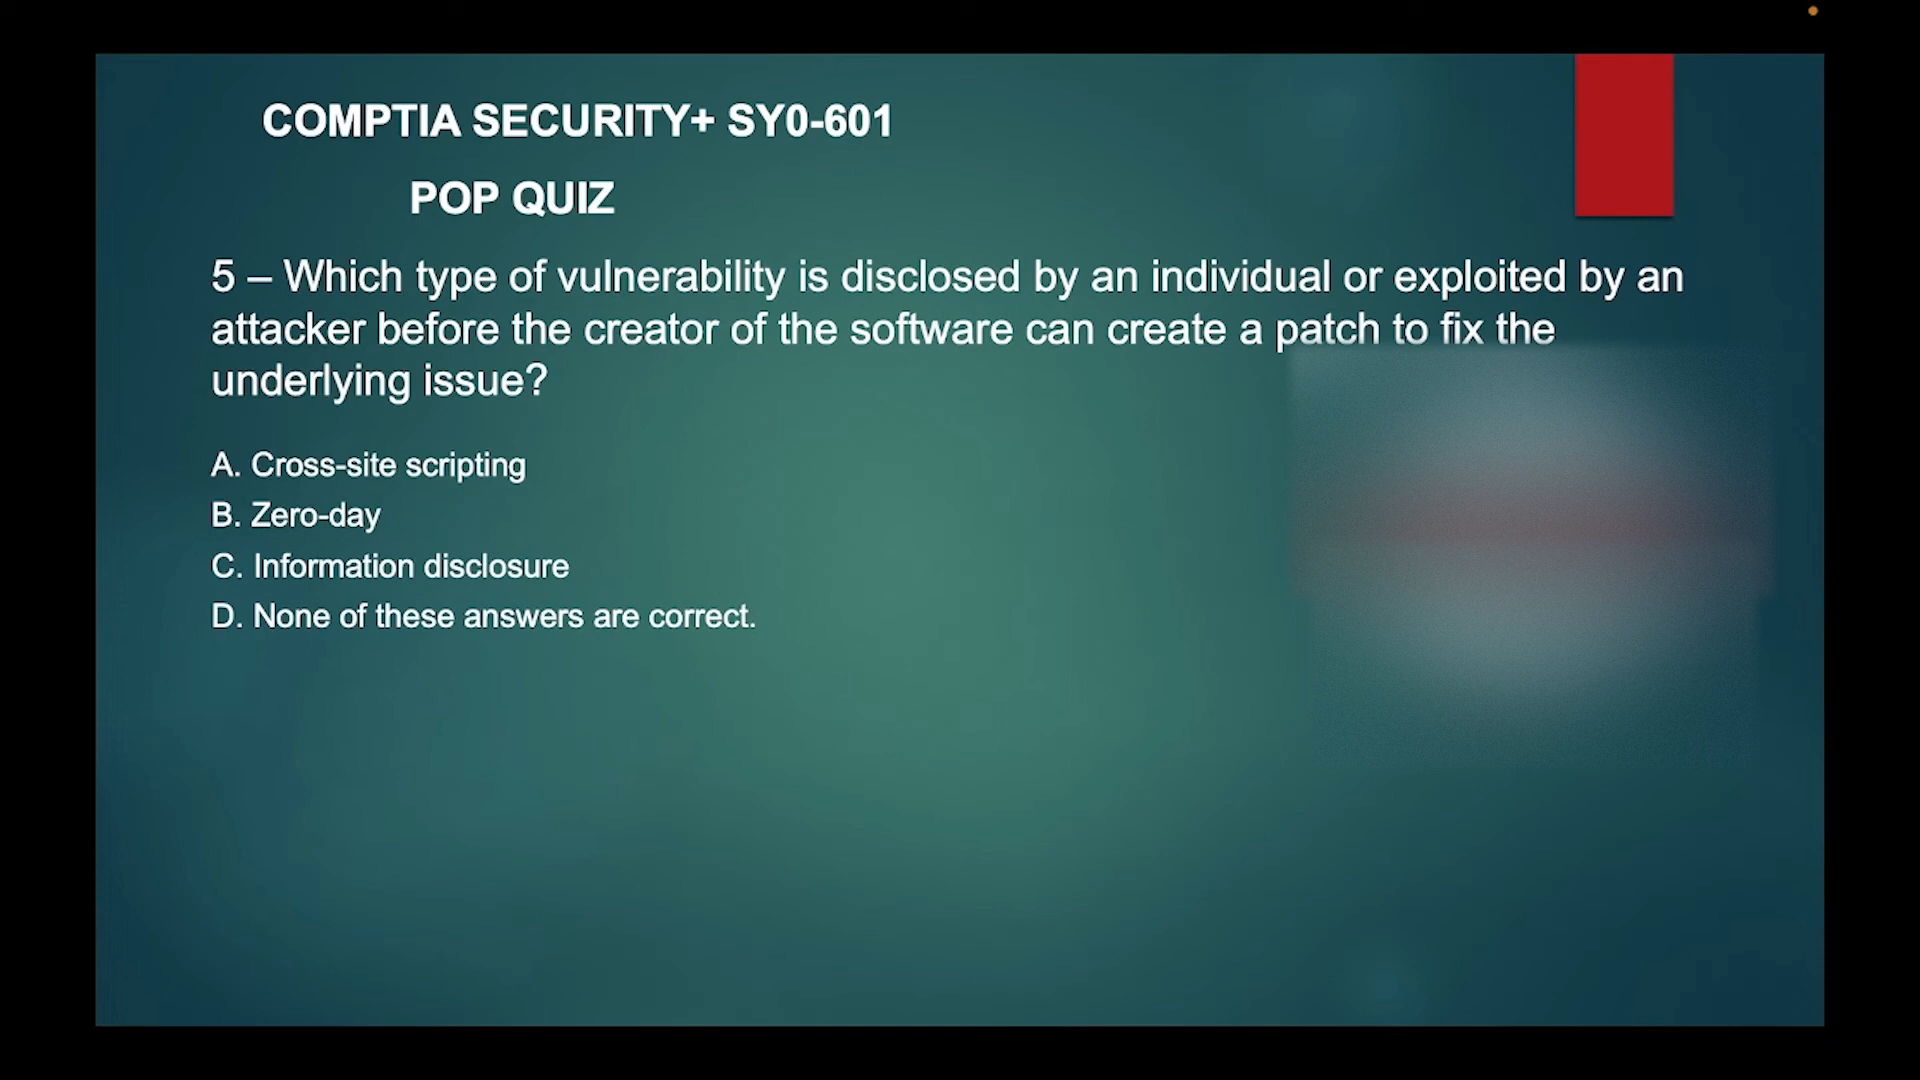 COMPTIA SECURITY+ SY0-601
POP QUIZ
5 – Which type of vulnerability is disclosed by an individual or exploited by an
attacker before the creator of the software can create a patch to fix the
underlying issue?
A. Cross-site scripting
B. Zero-day
C. Information disclosure
D. None of these answers are correct.